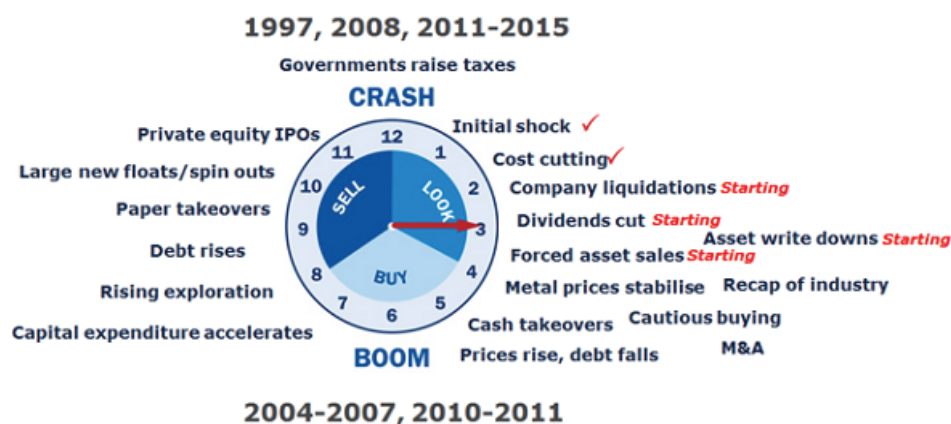 1997, 2008, 2011-2015
Governments raise taxes
CRASH
Private equity IPOs
Initial shock ✓
Large new floats/spin outs
Cost cutting ✓
Paper takeovers
Company liquidations Starting
Debt rises
Dividends cut Starting
Asset write downs Starting
Rising exploration
Forced asset sales Starting
Capital expenditure accelerates
Metal prices stabilise
Recap of industry
Cash takeovers
Cautious buying
Prices rise, debt falls
M&A
12
1
2
3
4
5
6
7
8
9
10
11
SELL
LOOK
BUY
BOOM
2004-2007, 2010-2011